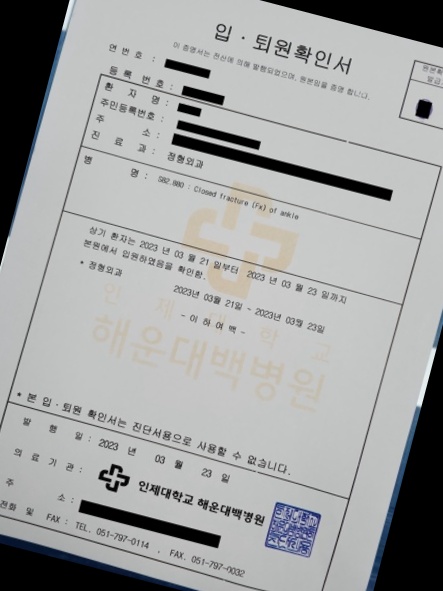 입 · 퇴원확인서
이 증명서는 전산에 의해 발행되었으며, 원본임을 증명 합니다.
원본확
발급
연 번 호 :
등 록 번 호 :
환 자 명 :
주민등록번호 :
주 소 :
진 료 과 : 정형외과
병 명 : S82.880 : Closed fracture (Fx) of ankle
상기 환자는 2023 년 03 월 21 일부터 2023 년 03 월 23 일까지
본원에서 입원하였음을 확인함.
* 정형외과
2023년 03월 21일 ~ 2023년 03월 23일
- 이 하 여 백 -
인 제 대 학 교
해운대백병원
* 본 입 · 퇴원 확인서는 진단서용으로 사용할 수 없습니다.
발 행 일 : 2023 년 03 월 23 일
의 료 기 관 : 인제대학교 해운대백병원
주 소 :
전화 및 FAX : TEL. 051-797-0114 , FAX. 051-797-0032